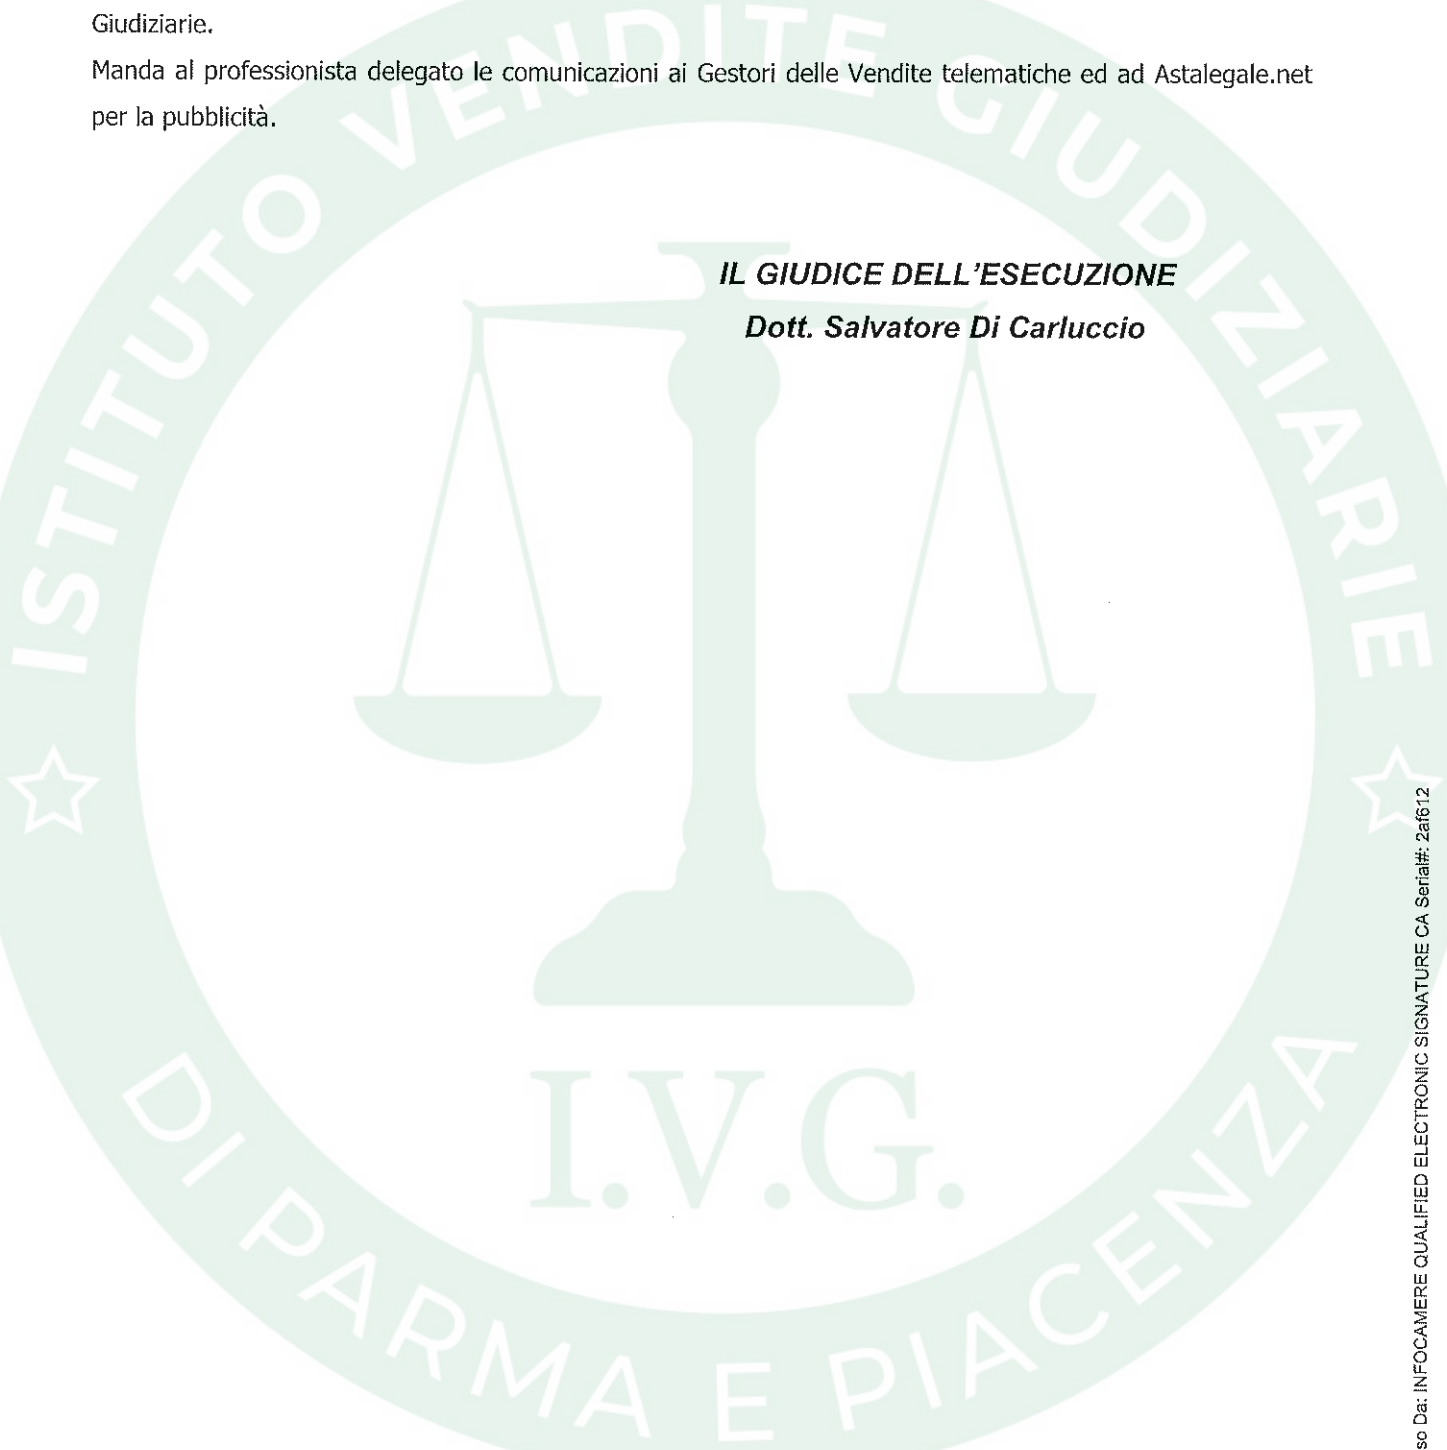 Giudiziarie.
Manda al professionista delegato le comunicazioni ai Gestori delle Vendite telematiche ed ad Astalegale.net
per la pubblicità.
IL GIUDICE DELL'ESECUZIONE
Dott. Salvatore Di Carluccio
ISTITUTO VENDITE GIUDIZIARIE
I.V.G.
DI PARMA E PIACENZA
so Da: INFOCAMERE QUALIFIED ELECTRONIC SIGNATURE CA Serial#: 2af612